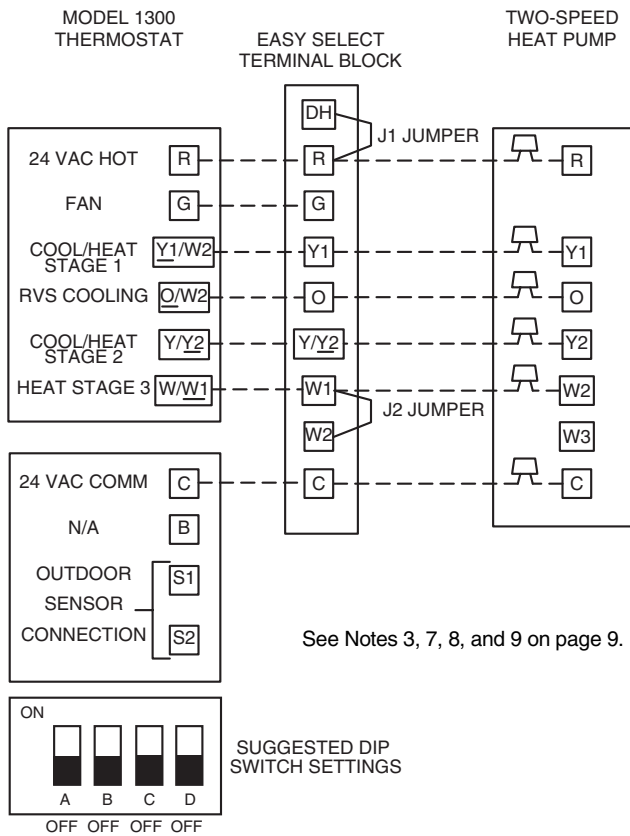 MODEL 1300
THERMOSTAT
EASY SELECT
TERMINAL BLOCK
TWO-SPEED
HEAT PUMP
DH
J1 JUMPER
24 VAC HOT R R R
FAN G G
COOL/HEAT
STAGE 1 Y1/W2 Y1 Y1
RVS COOLING O/W2 O O
COOL/HEAT
STAGE 2 Y/Y2 Y/Y2 Y2
HEAT STAGE 3 W/W1 W1 W2
J2 JUMPER
W2 W3
24 VAC COMM C C C
N/A B
OUTDOOR S1
SENSOR
CONNECTION S2
See Notes 3, 7, 8, and 9 on page 9.
ON
SUGGESTED DIP
SWITCH SETTINGS
A B C D
OFF OFF OFF OFF